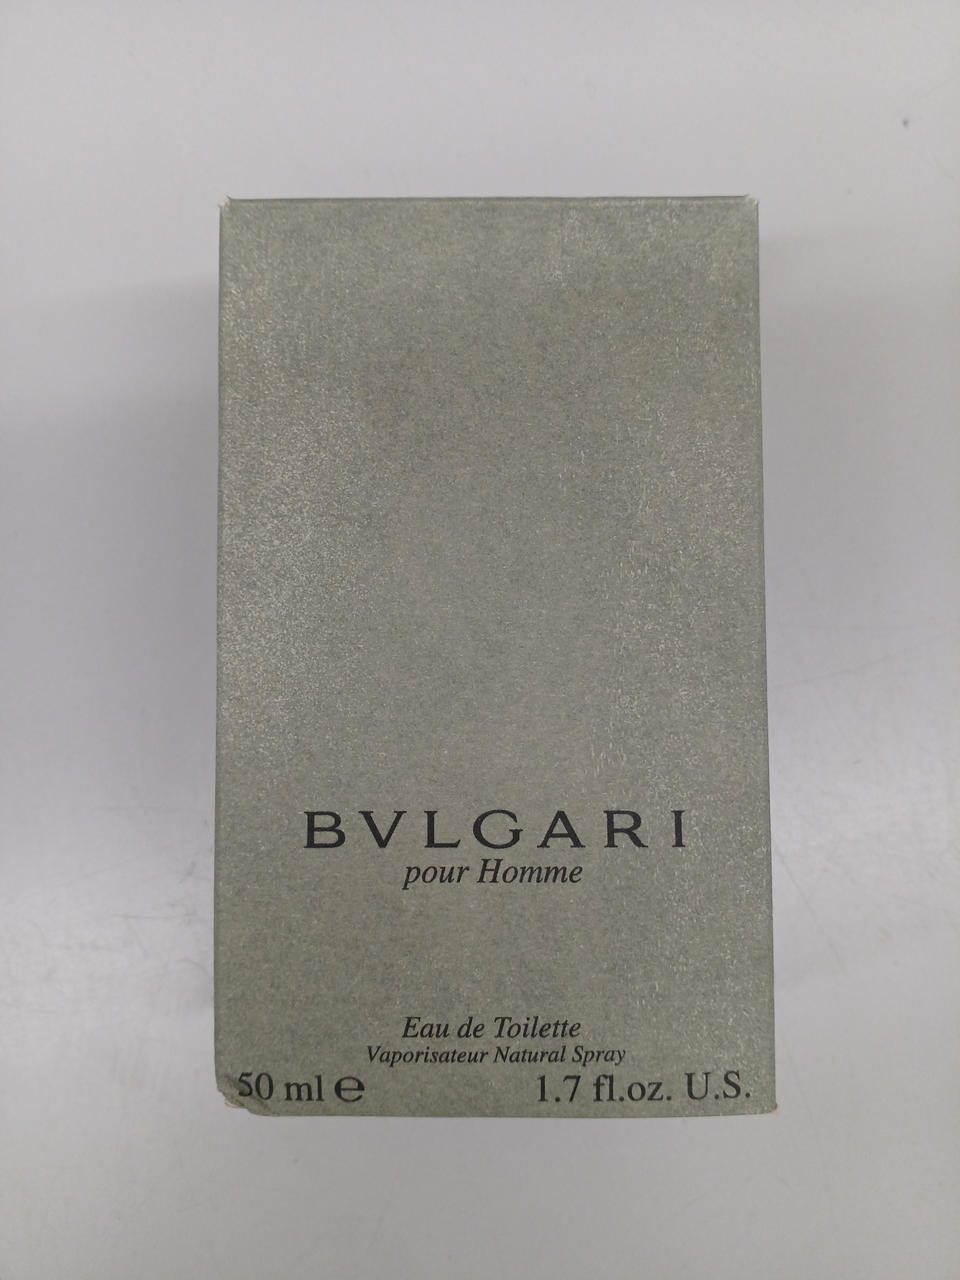 BVLGARI
pour Homme
Eau de Toilette
Vaporisateur Natural Spray
50 ml ℮ 1.7 fl.oz. U.S.